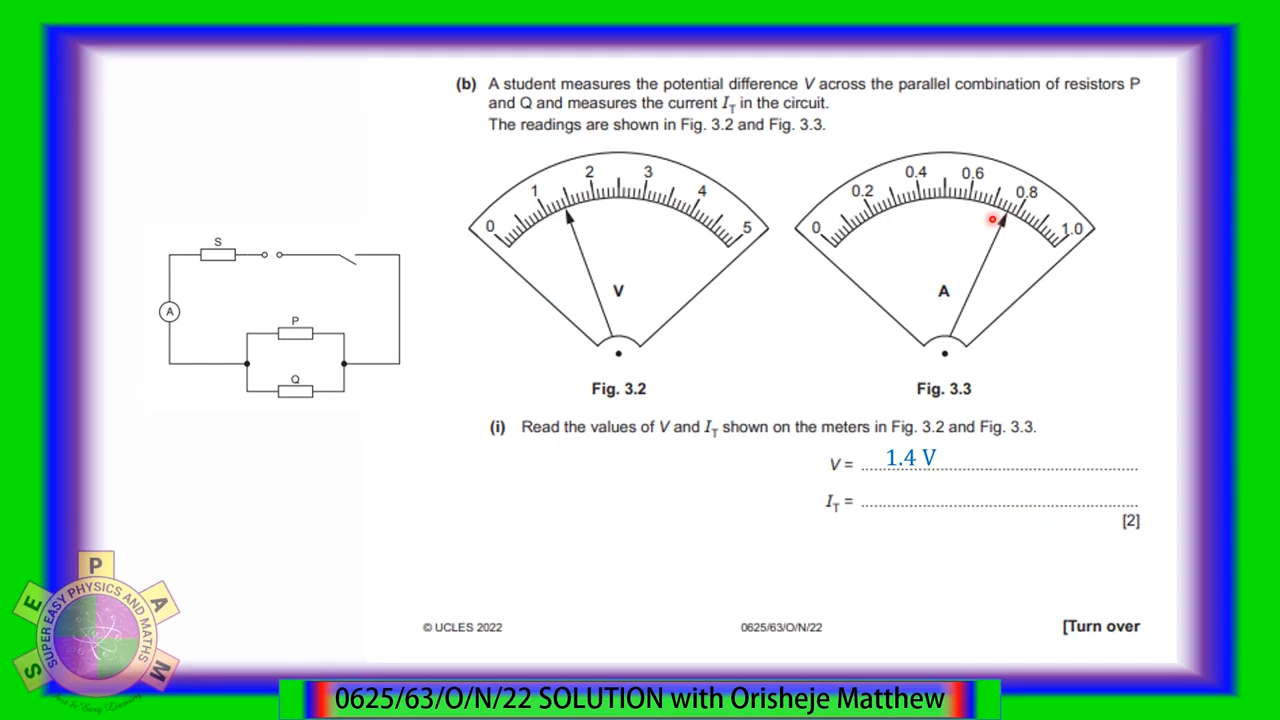 (b) A student measures the potential difference V across the parallel combination of resistors P
and Q and measures the current I_T in the circuit.
The readings are shown in Fig. 3.2 and Fig. 3.3.
0 1 2 3 4 5
V
0 0.2 0.4 0.6 0.8 1.0
A
S
A
P
Q
Fig. 3.2
Fig. 3.3
(i) Read the values of V and I_T shown on the meters in Fig. 3.2 and Fig. 3.3.
V = 1.4 V
I_T =
[2]
© UCLES 2022
0625/63/O/N/22
[Turn over
S E P A M
SUPER EASY PHYSICS AND MATHS
0625/63/O/N/22 SOLUTION with Orisheje Matthew